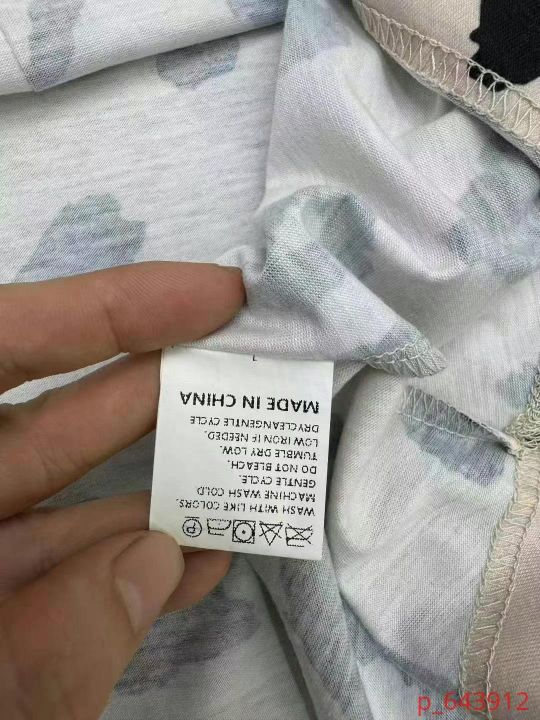 WASH WITH LIKE COLORS.
MACHINE WASH COLD
GENTLE CYCLE.
DO NOT BLEACH.
TUMBLE DRY LOW.
LOW IRON IF NEEDED.
DRYCLEANGENTLE CYCLE
MADE IN CHINA
p_643912